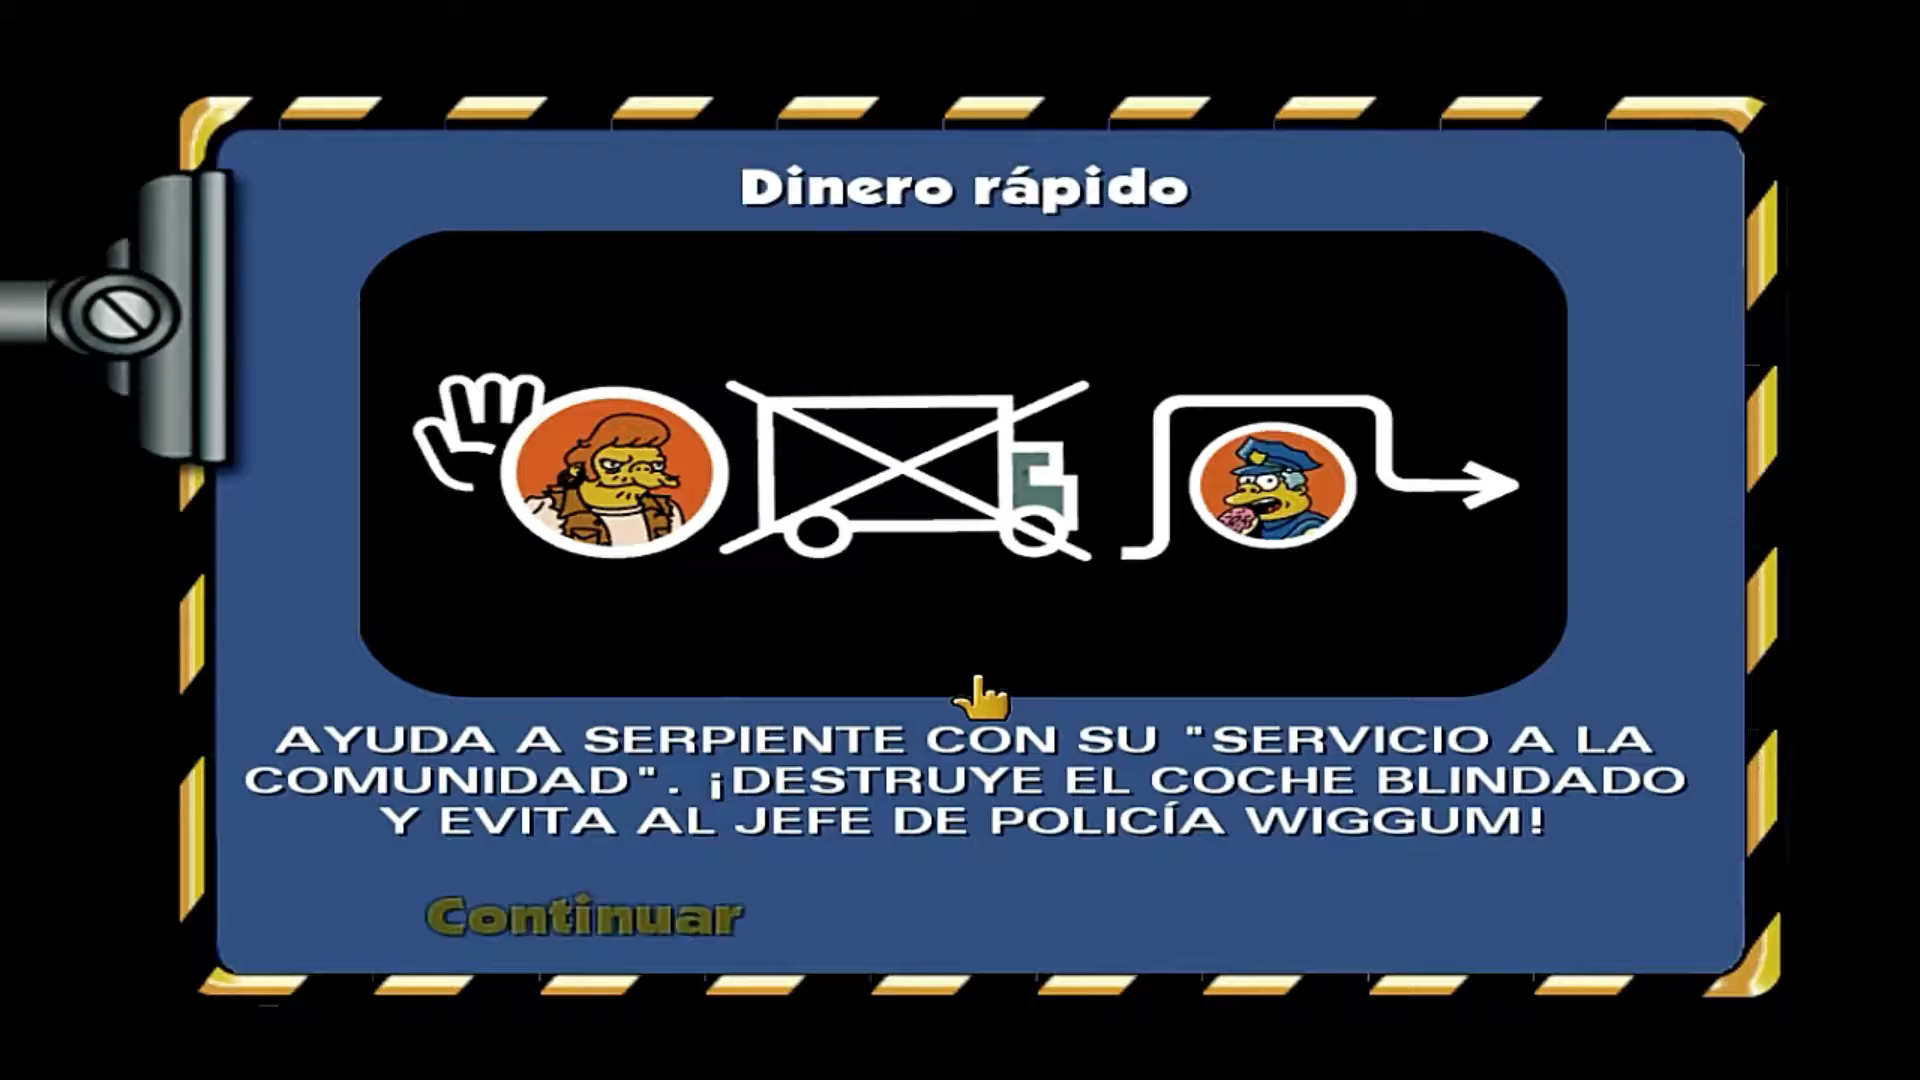 Dinero rápido
AYUDA A SERPIENTE CON SU "SERVICIO A LA
COMUNIDAD". ¡DESTRUYE EL COCHE BLINDADO
Y EVITA AL JEFE DE POLICÍA WIGGUM!
Continuar